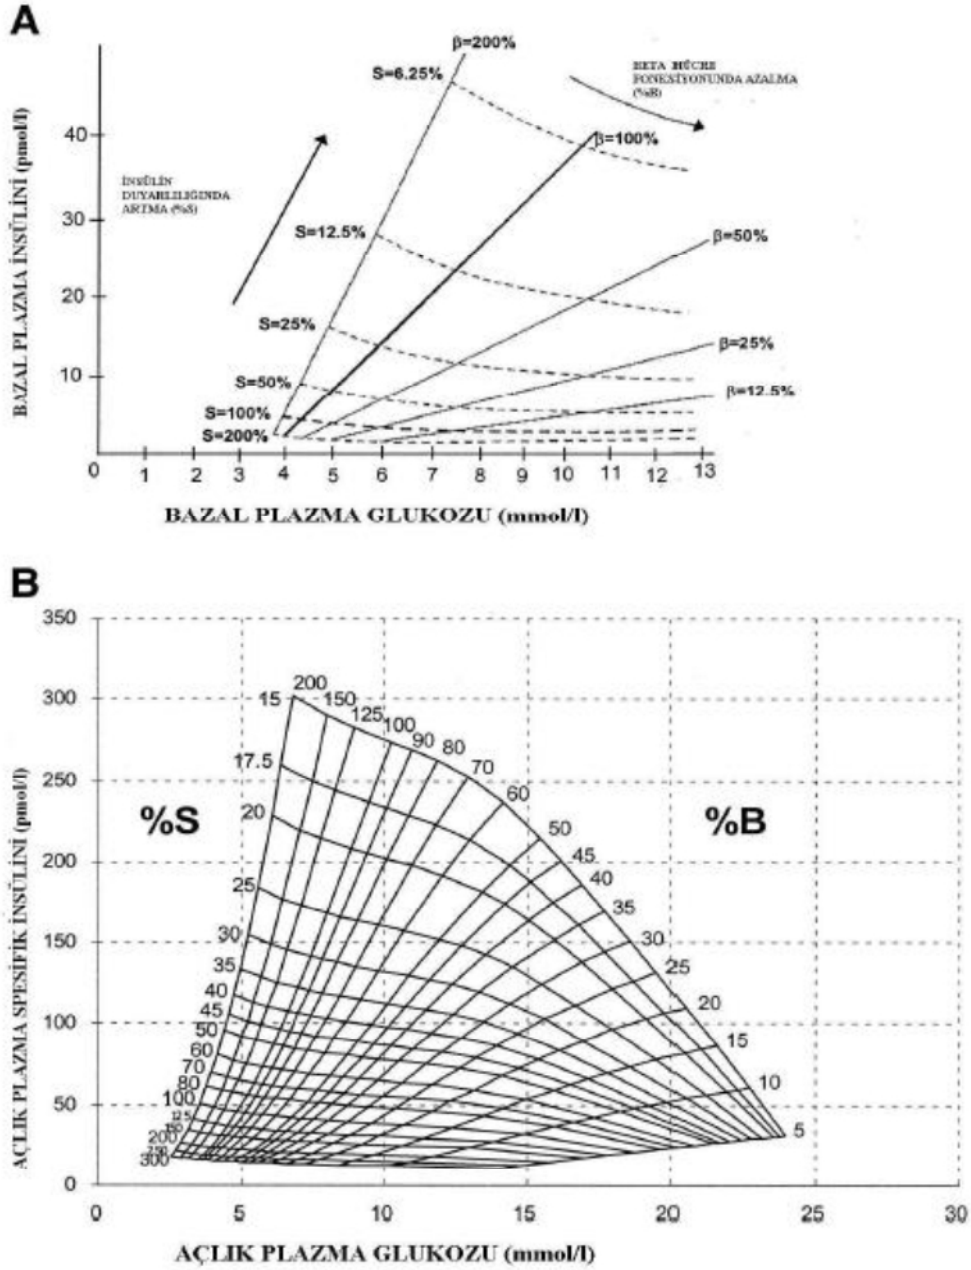 A
β=200%
S=6.25%
BETA HÜCRE
FONKSİYONUNDA AZALMA
(%B)
β=100%
İNSÜLİN
DUYARLILIĞINDA
ARTMA (%S)
S=12.5%
β=50%
S=25%
β=25%
S=50%
β=12.5%
S=100%
S=200%
40
30
20
10
BAZAL PLAZMA İNSÜLİNİ (pmol/l)
0 1 2 3 4 5 6 7 8 9 10 11 12 13
BAZAL PLAZMA GLUKOZU (mmol/l)
B
350
300
250
200
150
100
50
0
AÇLIK PLAZMA SPESIFIK İNSÜLİNİ (pmol/l)
%S
%B
15
17.5
20
25
30
35
40
45
50
60
70
80
100
125
200
300
200
150
125
100
90
80
70
60
50
45
40
35
30
25
20
15
10
5
0 5 10 15 20 25 30
AÇLIK PLAZMA GLUKOZU (mmol/l)